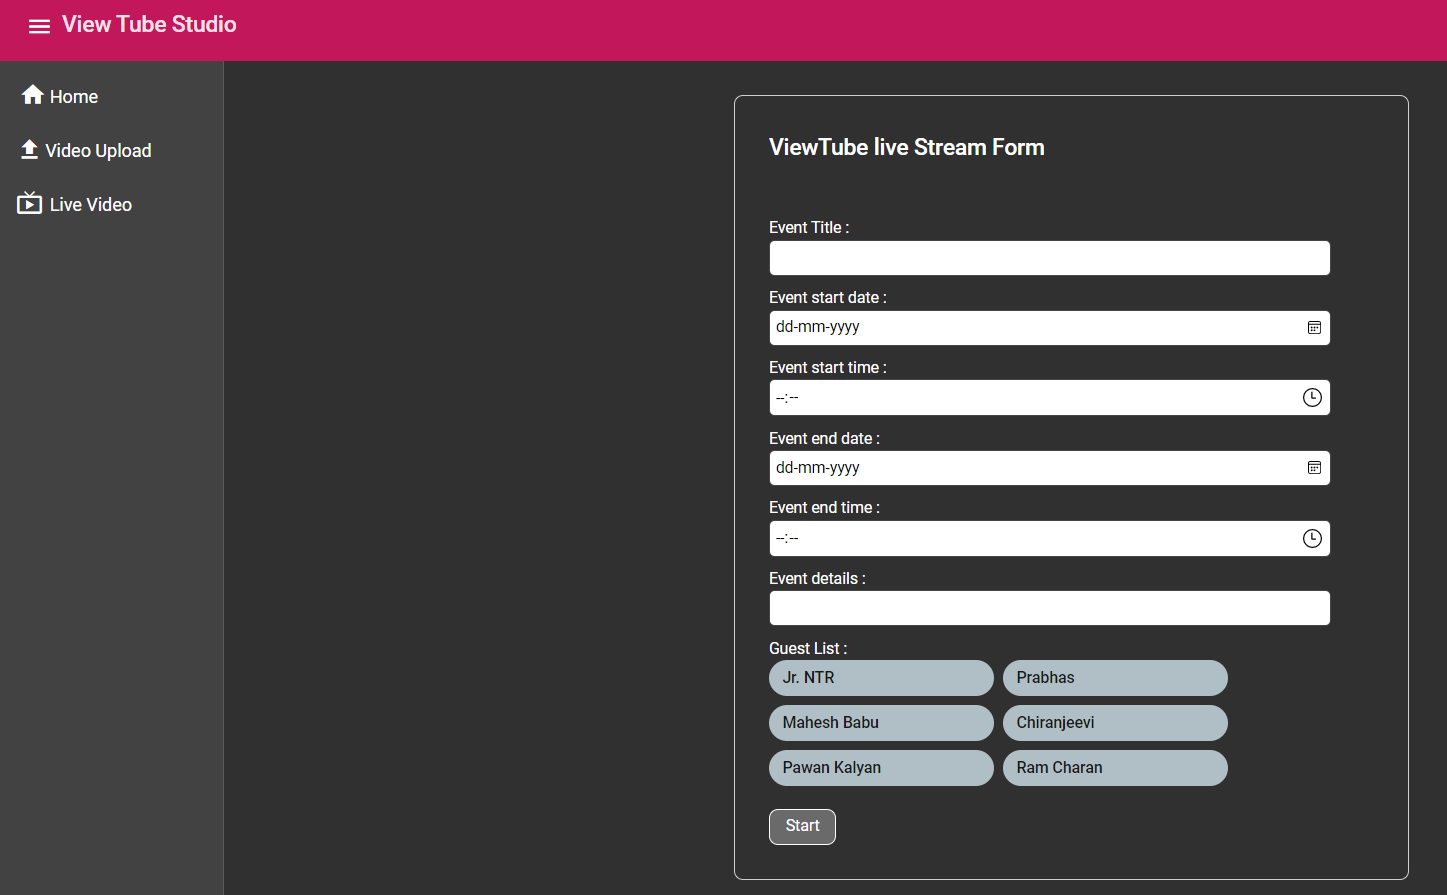 View Tube Studio
Home
Video Upload
Live Video
ViewTube live Stream Form
Event Title :
Event start date :
dd-mm-yyyy
Event start time :
--:--
Event end date :
dd-mm-yyyy
Event end time :
--:--
Event details :
Guest List :
Jr. NTR Prabhas
Mahesh Babu Chiranjeevi
Pawan Kalyan Ram Charan
Start